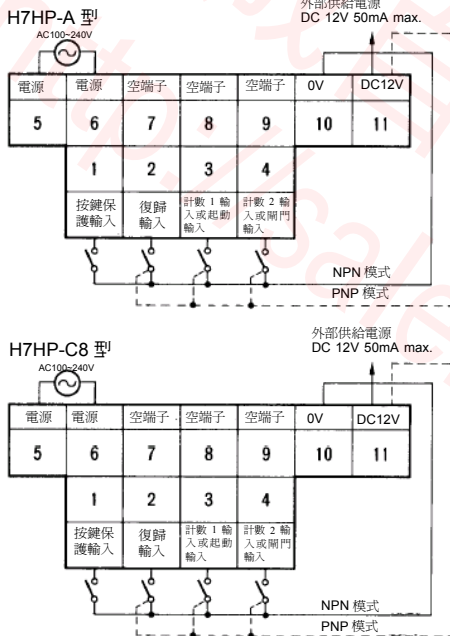 H7HP-A 型
外部供給電源
DC 12V 50mA max.
AC100~240V
電源 電源 空端子 空端子 空端子 0V DC12V
5 6 7 8 9 10 11
1 2 3 4
按鍵保護輸入 復歸輸入 計數 1 輸入或起動輸入 計數 2 輸入或閘門輸入
NPN 模式
PNP 模式
H7HP-C8 型
外部供給電源
DC 12V 50mA max.
AC100~240V
電源 電源 空端子 空端子 空端子 0V DC12V
5 6 7 8 9 10 11
1 2 3 4
按鍵保護輸入 復歸輸入 計數 1 輸入或起動輸入 計數 2 輸入或閘門輸入
NPN 模式
PNP 模式